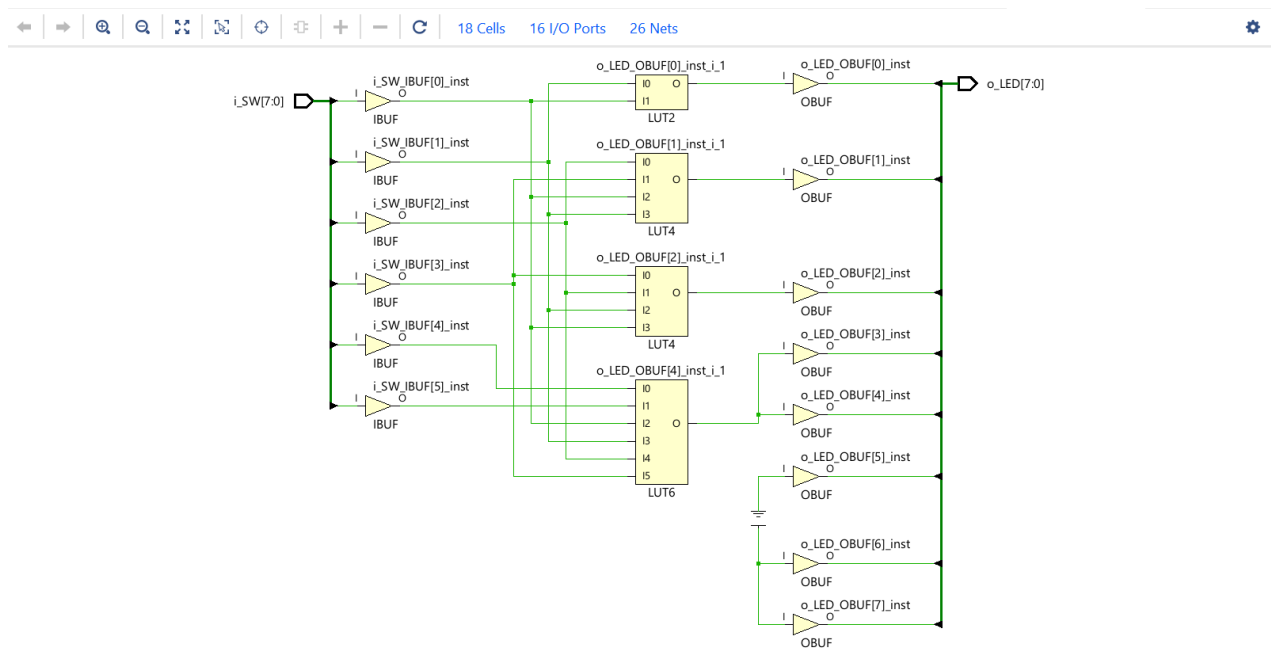 18 Cells 16 I/O Ports 26 Nets
i_SW[7:0]
i_SW_IBUF[0]_inst
I O
IBUF
i_SW_IBUF[1]_inst
I O
IBUF
i_SW_IBUF[2]_inst
I O
IBUF
i_SW_IBUF[3]_inst
I O
IBUF
i_SW_IBUF[4]_inst
I O
IBUF
i_SW_IBUF[5]_inst
I O
IBUF
o_LED_OBUF[0]_inst_i_1
I0 O
I1
LUT2
o_LED_OBUF[1]_inst_i_1
I0
I1 O
I2
I3
LUT4
o_LED_OBUF[2]_inst_i_1
I0
I1 O
I2
I3
LUT4
o_LED_OBUF[4]_inst_i_1
I0
I1
I2 O
I3
I4
I5
LUT6
o_LED_OBUF[0]_inst
I O
OBUF
o_LED_OBUF[1]_inst
I O
OBUF
o_LED_OBUF[2]_inst
I O
OBUF
o_LED_OBUF[3]_inst
I O
OBUF
o_LED_OBUF[4]_inst
I O
OBUF
o_LED_OBUF[5]_inst
I O
OBUF
o_LED_OBUF[6]_inst
I O
OBUF
o_LED_OBUF[7]_inst
I O
OBUF
o_LED[7:0]